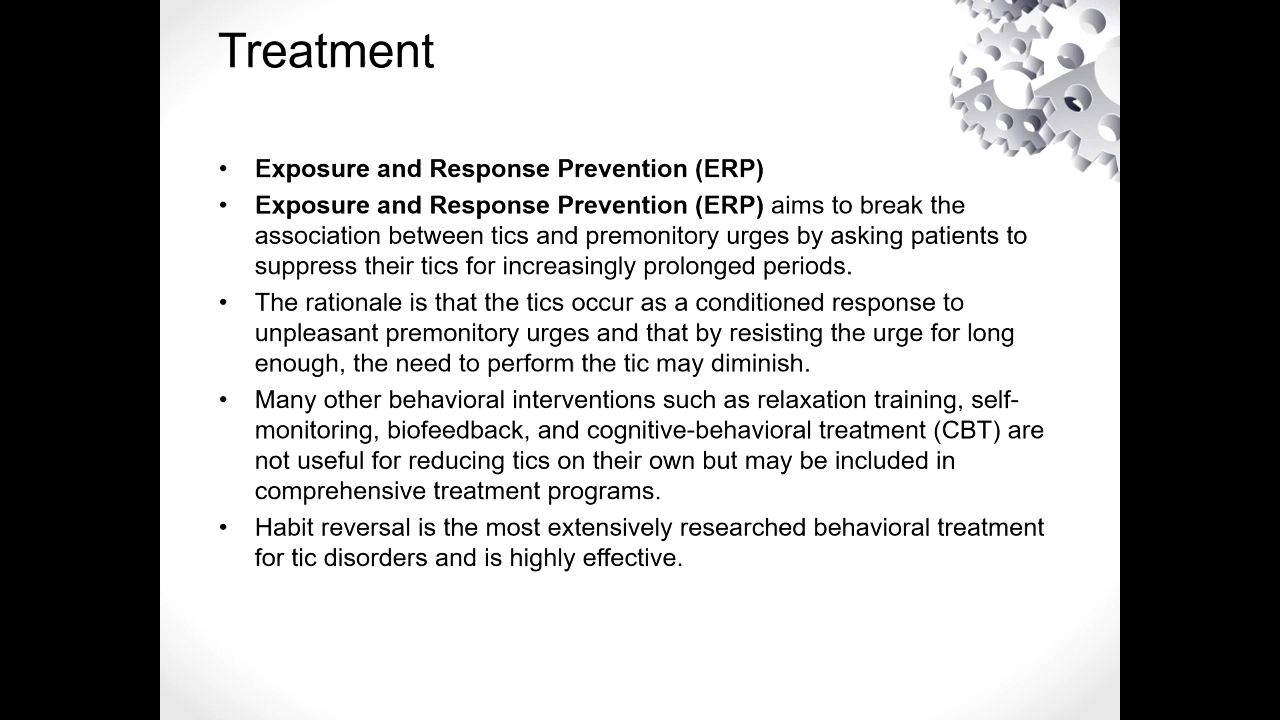 Treatment
• Exposure and Response Prevention (ERP)
• Exposure and Response Prevention (ERP) aims to break the
association between tics and premonitory urges by asking patients to
suppress their tics for increasingly prolonged periods.
• The rationale is that the tics occur as a conditioned response to
unpleasant premonitory urges and that by resisting the urge for long
enough, the need to perform the tic may diminish.
• Many other behavioral interventions such as relaxation training, self-
monitoring, biofeedback, and cognitive-behavioral treatment (CBT) are
not useful for reducing tics on their own but may be included in
comprehensive treatment programs.
• Habit reversal is the most extensively researched behavioral treatment
for tic disorders and is highly effective.